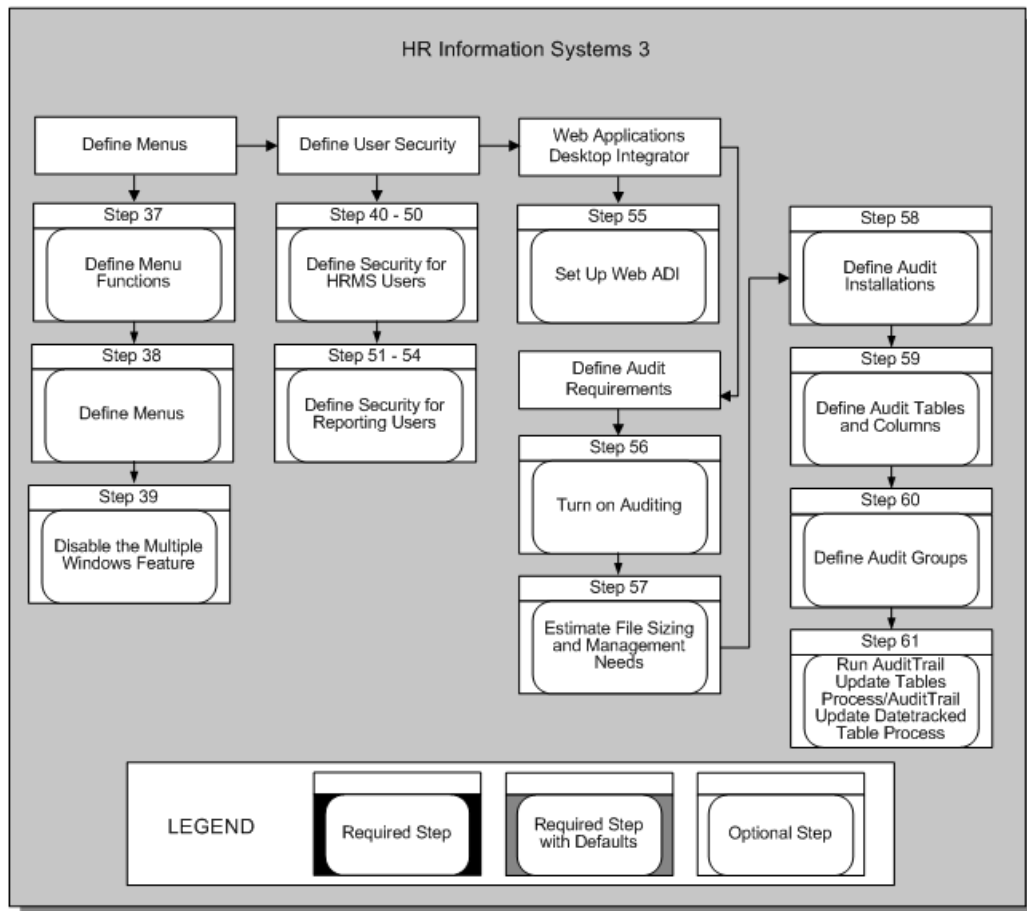 HR Information Systems 3
Define Menus
Step 37
Define Menu
Functions
Step 38
Define Menus
Step 39
Disable the Multiple
Windows Feature
Define User Security
Step 40 - 50
Define Security for
HRMS Users
Step 51 - 54
Define Security for
Reporting Users
Web Applications
Desktop Integrator
Step 55
Set Up Web ADI
Define Audit
Requirements
Step 56
Turn on Auditing
Step 57
Estimate File Sizing
and Management
Needs
Step 58
Define Audit
Installations
Step 59
Define Audit Tables
and Columns
Step 60
Define Audit Groups
Step 61
Run AuditTrail
Update Tables
Process/AuditTrail
Update Datetracked
Table Process
LEGEND
Required Step
Required Step
with Defaults
Optional Step